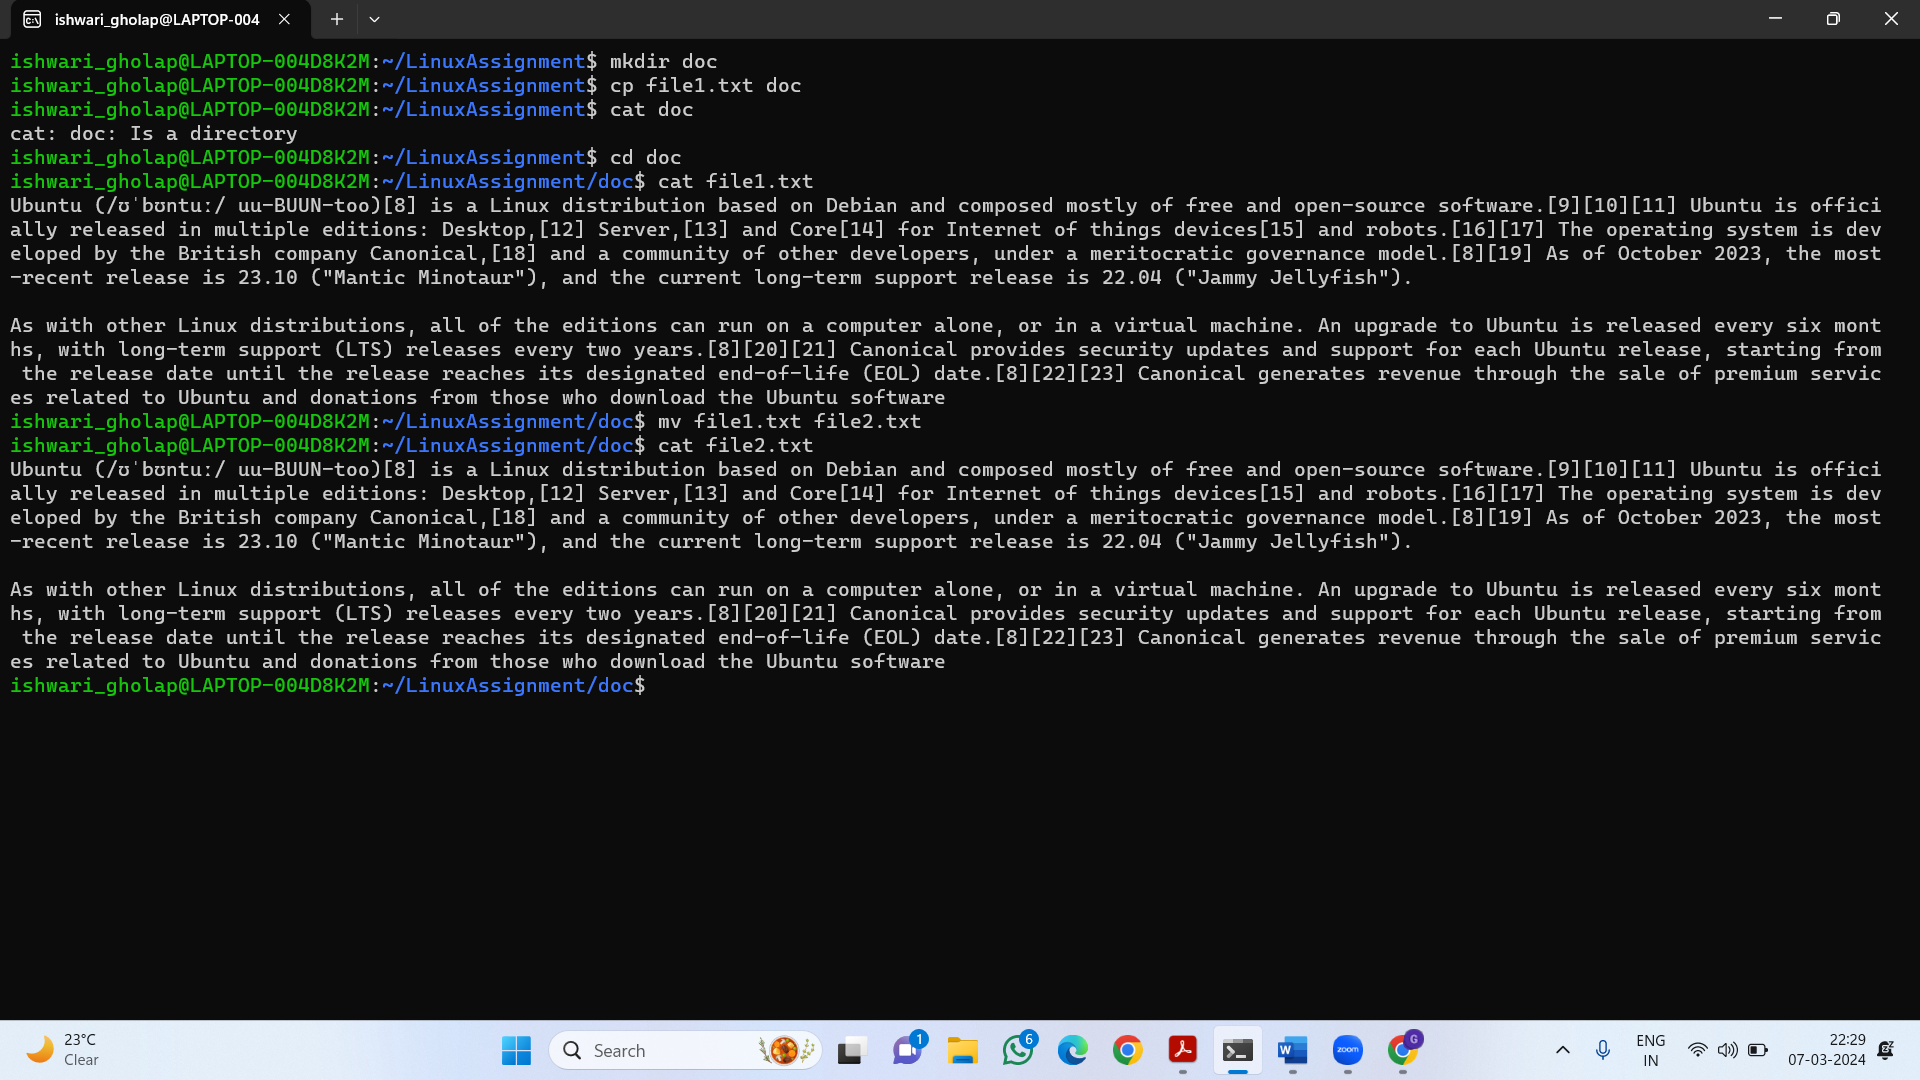 ishwari_gholap@LAPTOP-004
ishwari_gholap@LAPTOP-004D8K2M:~/LinuxAssignment$ mkdir doc
ishwari_gholap@LAPTOP-004D8K2M:~/LinuxAssignment$ cp file1.txt doc
ishwari_gholap@LAPTOP-004D8K2M:~/LinuxAssignment$ cat doc
cat: doc: Is a directory
ishwari_gholap@LAPTOP-004D8K2M:~/LinuxAssignment$ cd doc
ishwari_gholap@LAPTOP-004D8K2M:~/LinuxAssignment/doc$ cat file1.txt
Ubuntu (/ʊˈbʊntuː/ uu-BUUN-too)[8] is a Linux distribution based on Debian and composed mostly of free and open-source software.[9][10][11] Ubuntu is offici
ally released in multiple editions: Desktop,[12] Server,[13] and Core[14] for Internet of things devices[15] and robots.[16][17] The operating system is dev
eloped by the British company Canonical,[18] and a community of other developers, under a meritocratic governance model.[8][19] As of October 2023, the most
-recent release is 23.10 ("Mantic Minotaur"), and the current long-term support release is 22.04 ("Jammy Jellyfish").

As with other Linux distributions, all of the editions can run on a computer alone, or in a virtual machine. An upgrade to Ubuntu is released every six mont
hs, with long-term support (LTS) releases every two years.[8][20][21] Canonical provides security updates and support for each Ubuntu release, starting from
 the release date until the release reaches its designated end-of-life (EOL) date.[8][22][23] Canonical generates revenue through the sale of premium servic
es related to Ubuntu and donations from those who download the Ubuntu software
ishwari_gholap@LAPTOP-004D8K2M:~/LinuxAssignment/doc$ mv file1.txt file2.txt
ishwari_gholap@LAPTOP-004D8K2M:~/LinuxAssignment/doc$ cat file2.txt
Ubuntu (/ʊˈbʊntuː/ uu-BUUN-too)[8] is a Linux distribution based on Debian and composed mostly of free and open-source software.[9][10][11] Ubuntu is offici
ally released in multiple editions: Desktop,[12] Server,[13] and Core[14] for Internet of things devices[15] and robots.[16][17] The operating system is dev
eloped by the British company Canonical,[18] and a community of other developers, under a meritocratic governance model.[8][19] As of October 2023, the most
-recent release is 23.10 ("Mantic Minotaur"), and the current long-term support release is 22.04 ("Jammy Jellyfish").

As with other Linux distributions, all of the editions can run on a computer alone, or in a virtual machine. An upgrade to Ubuntu is released every six mont
hs, with long-term support (LTS) releases every two years.[8][20][21] Canonical provides security updates and support for each Ubuntu release, starting from
 the release date until the release reaches its designated end-of-life (EOL) date.[8][22][23] Canonical generates revenue through the sale of premium servic
es related to Ubuntu and donations from those who download the Ubuntu software
ishwari_gholap@LAPTOP-004D8K2M:~/LinuxAssignment/doc$
23°C
Clear
Search
1
6
W
zoom
G
ENG
IN
22:29
07-03-2024